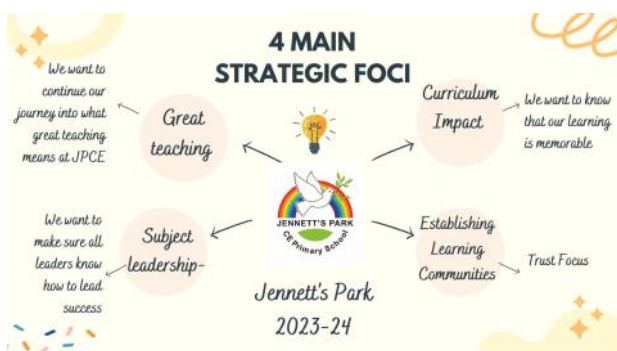 4 MAIN
STRATEGIC FOCI
We want to
continue our
journey into what
great teaching
means at JPCE
Great
teaching
Curriculum
Impact
We want to know
that our learning
is memorable
JENNETT'S PARK
CE Primary School
We want to
make sure all
leaders know
how to lead
success
Subject
leadership-
Establishing
Learning
Communities
Trust Focus
Jennett's Park
2023-24